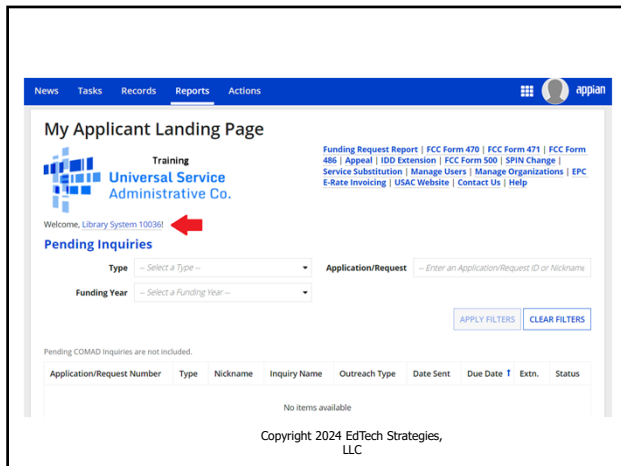 News Tasks Records Reports Actions
appian
My Applicant Landing Page
Training
Universal Service
Administrative Co.
Funding Request Report | FCC Form 470 | FCC Form 471 | FCC Form
486 | Appeal | IDD Extension | FCC Form 500 | SPIN Change |
Service Substitution | Manage Users | Manage Organizations | EPC
E-Rate Invoicing | USAC Website | Contact Us | Help
Welcome, Library System 10036!
Pending Inquiries
Type -- Select a Type -- Application/Request -- Enter an Application/Request ID or Nickname
Funding Year -- Select a Funding Year --
APPLY FILTERS CLEAR FILTERS
Pending COMAD Inquiries are not included.
Application/Request Number Type Nickname Inquiry Name Outreach Type Date Sent Due Date ↑ Extn. Status
No items available
Copyright 2024 EdTech Strategies,
LLC